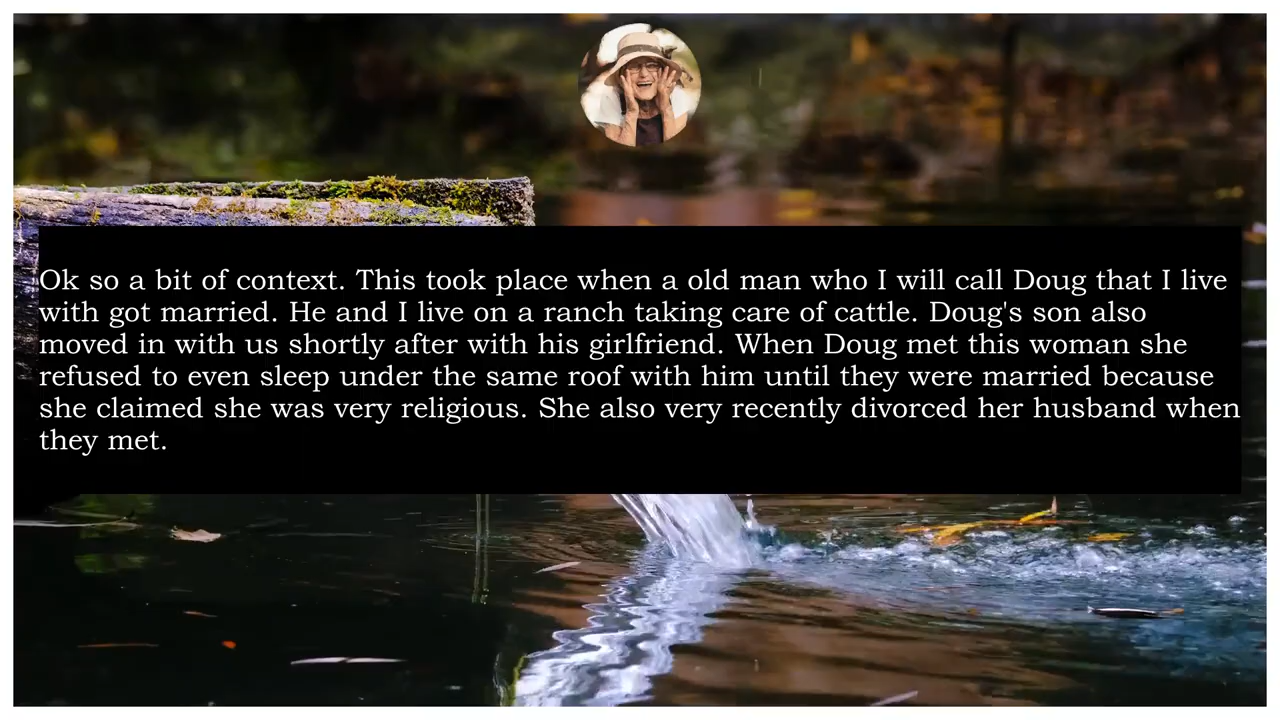 Ok so a bit of context. This took place when a old man who I will call Doug that I live
with got married. He and I live on a ranch taking care of cattle. Doug's son also
moved in with us shortly after with his girlfriend. When Doug met this woman she
refused to even sleep under the same roof with him until they were married because
she claimed she was very religious. She also very recently divorced her husband when
they met.